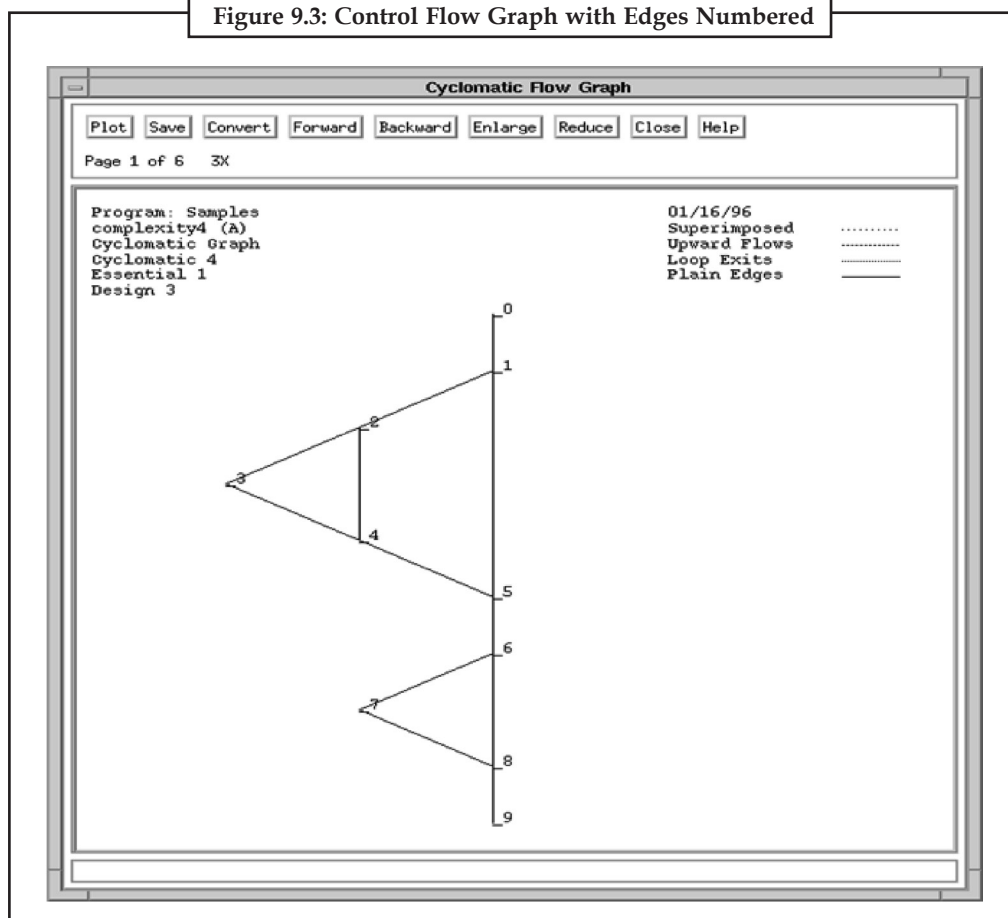 Figure 9.3: Control Flow Graph with Edges Numbered
Cyclomatic Flow Graph
Plot Save Convert Forward Backward Enlarge Reduce Close Help
Page 1 of 6 3X
Program: Samples
complexity4 (A)
Cyclomatic Graph
Cyclomatic 4
Essential 1
Design 3
01/16/96
Superimposed
Upward Flows
Loop Exits
Plain Edges
0
1
2
3
4
5
6
7
8
9